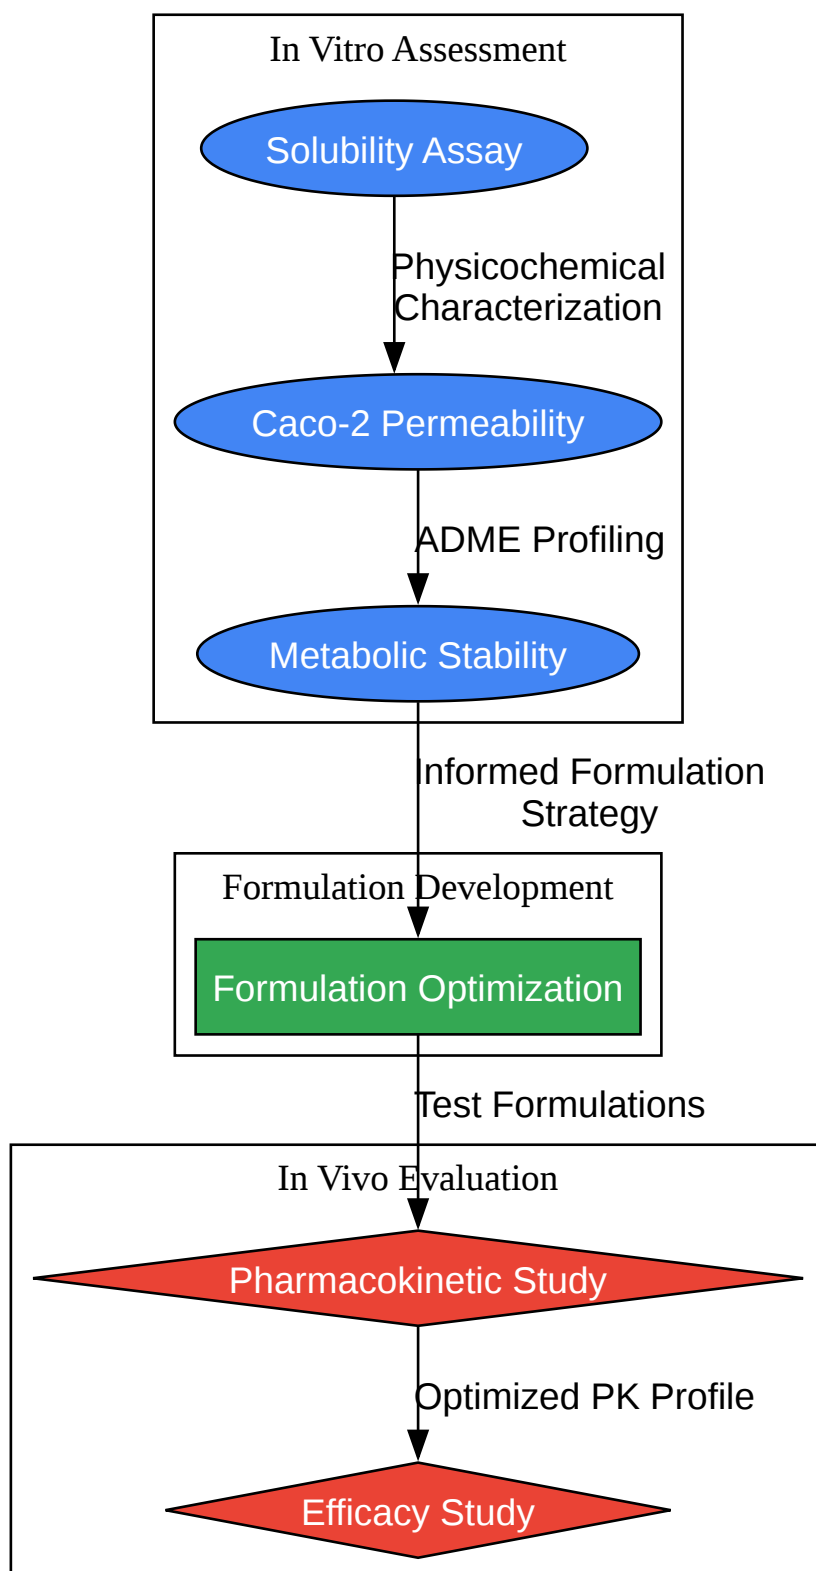 In Vitro Assessment
Solubility Assay
Physicochemical
Characterization
Caco-2 Permeability
ADME Profiling
Metabolic Stability
Informed Formulation
Strategy
Formulation Development
Formulation Optimization
Test Formulations
In Vivo Evaluation
Pharmacokinetic Study
Optimized PK Profile
Efficacy Study